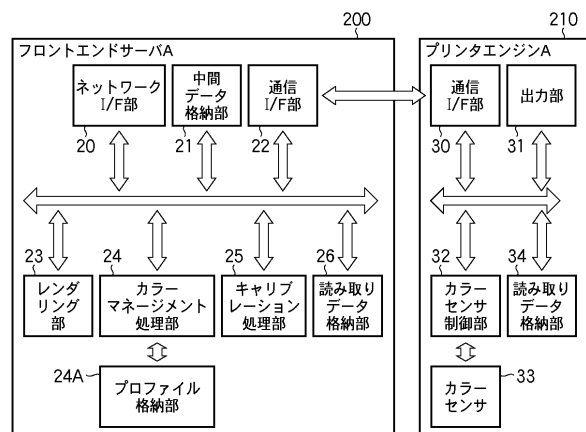 200
210
フロントエンドサーバA
プリンタエンジンA
ネットワーク
I/F部
20
中間
データ
格納部
21
通信
I/F部
22
通信
I/F部
30
出力部
31
23
レンダ
リング
部
24
カラー
マネージメント
処理部
25
キャリブ
レーション
処理部
26
読み取り
データ
格納部
32
カラー
センサ
制御部
34
読み取り
データ
格納部
24A
プロファイル
格納部
33
カラー
センサ